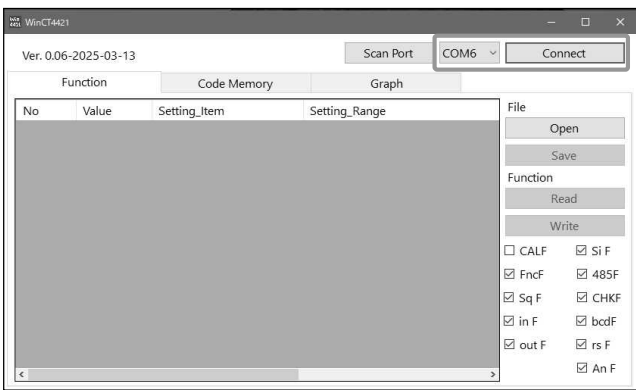 WinCT4421
Ver. 0.06-2025-03-13 Scan Port COM6 Connect
Function Code Memory Graph
No Value Setting_Item Setting_Range
File
Open
Save
Function
Read
Write
CALF Si F
FncF 485F
Sq F CHKF
in F bcdF
out F rs F
An F